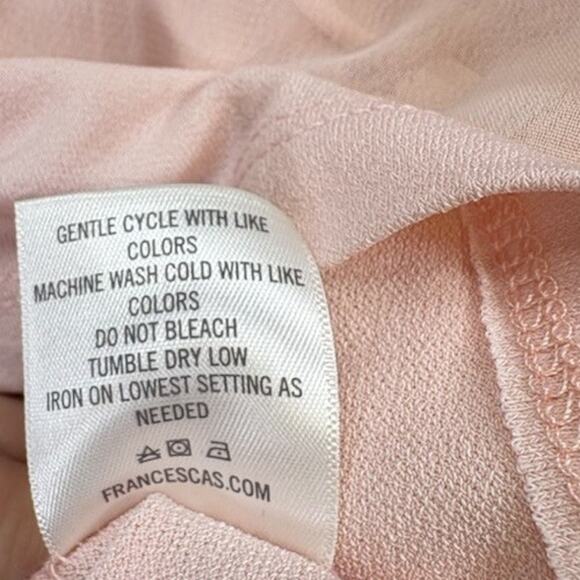 GENTLE CYCLE WITH LIKE
COLORS
MACHINE WASH COLD WITH LIKE
COLORS
DO NOT BLEACH
TUMBLE DRY LOW
IRON ON LOWEST SETTING AS
NEEDED
FRANCESCAS.COM